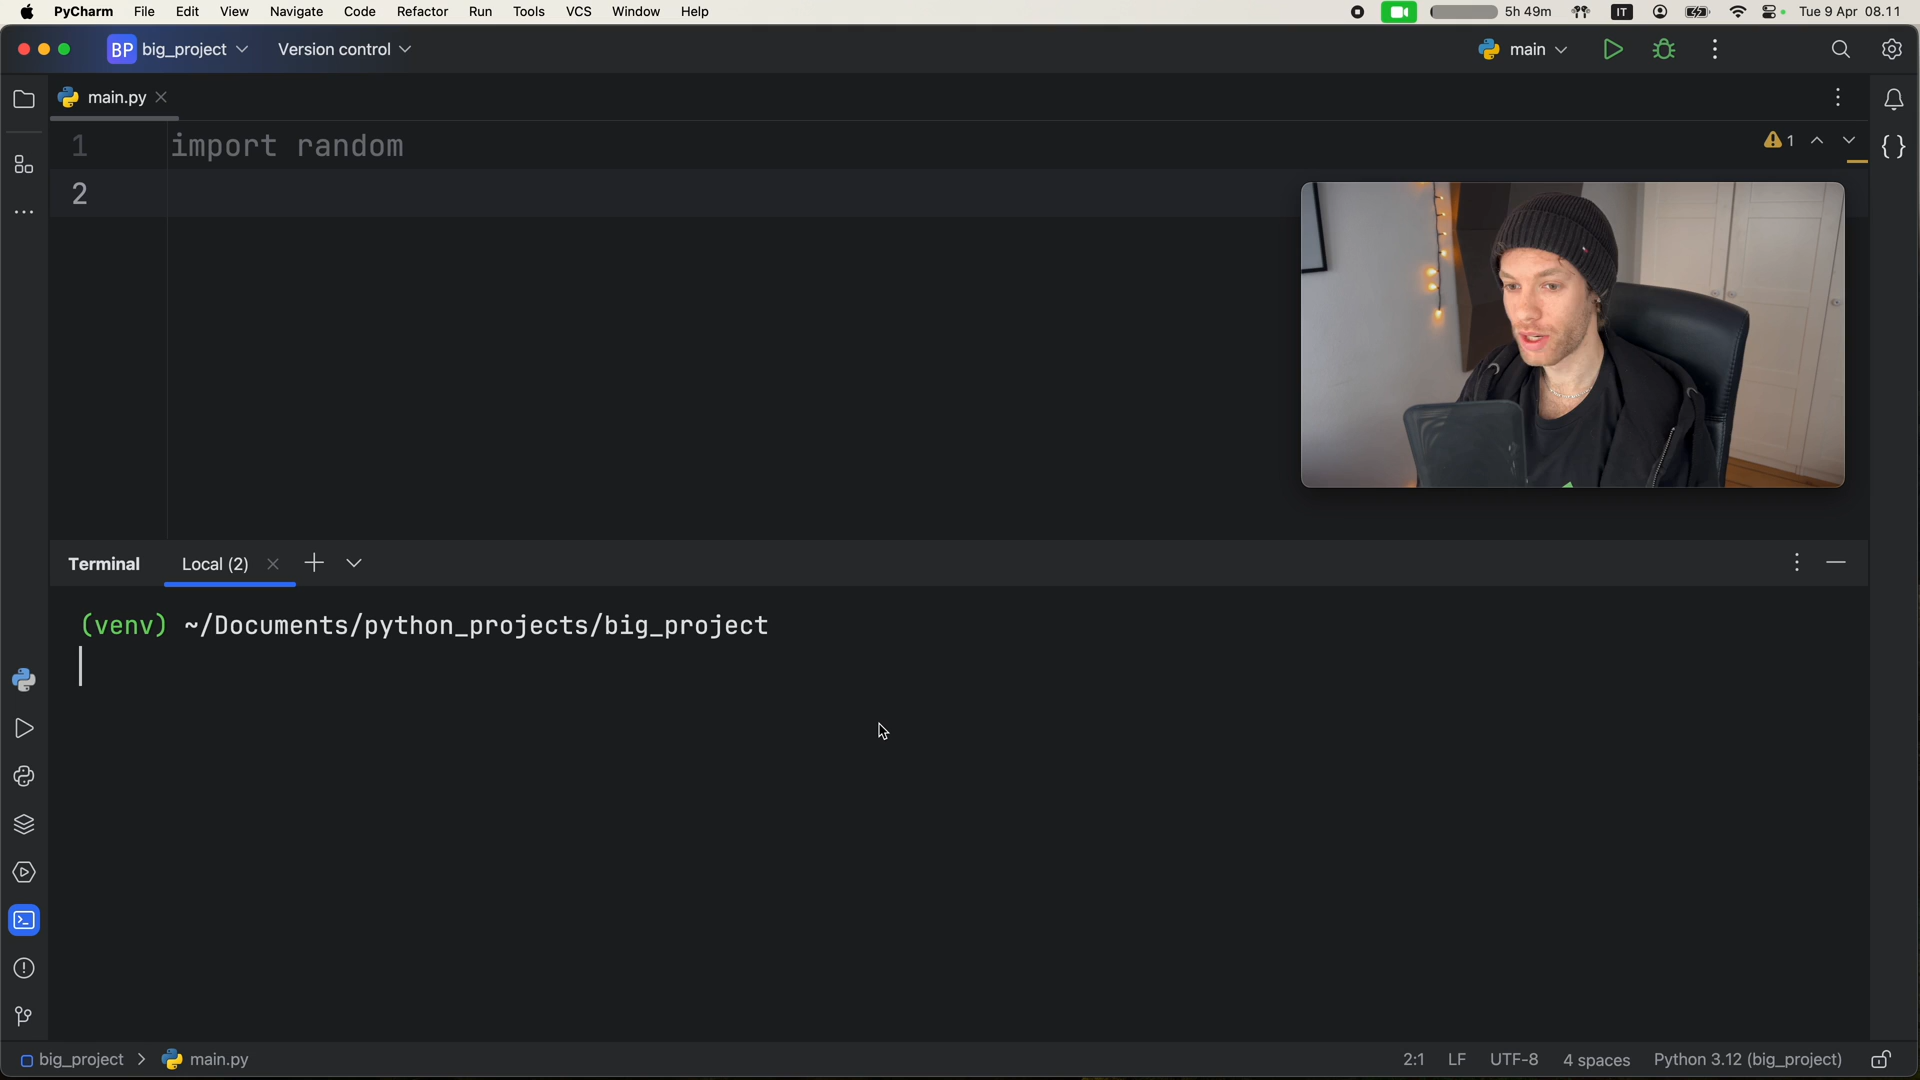 PyCharm File Edit View Navigate Code Refactor Run Tools VCS Window Help 5h 49m IT Tue 9 Apr 08.11
BP big_project Version control main
main.py
1 import random
1
2
Terminal Local (2)
(venv) ~/Documents/python_projects/big_project
big_project > main.py 2:1 LF UTF-8 4 spaces Python 3.12 (big_project)